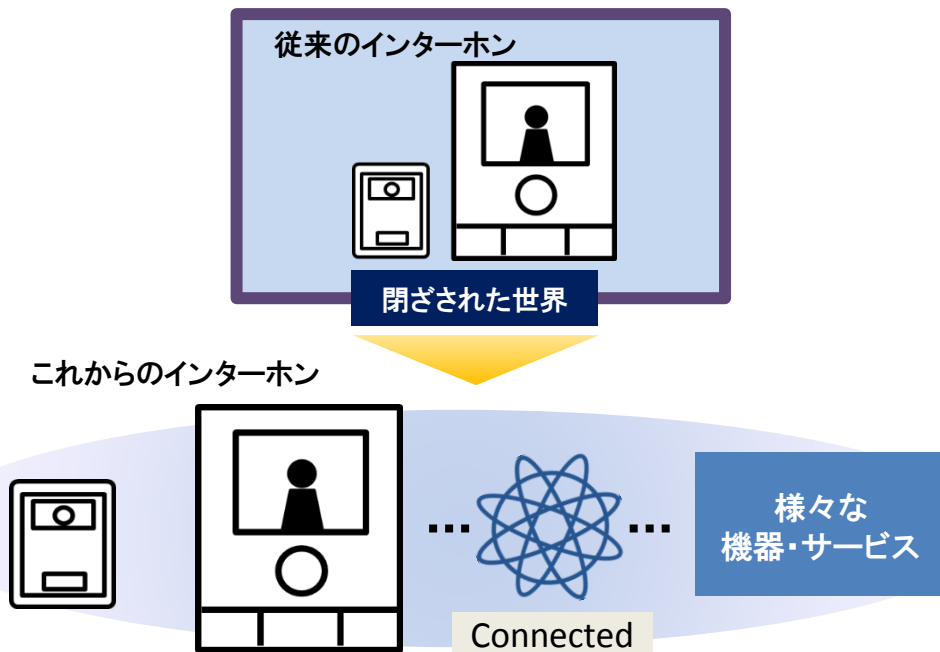 従来のインターホン
閉ざされた世界
これからのインターホン
様々な
機器・サービス
Connected